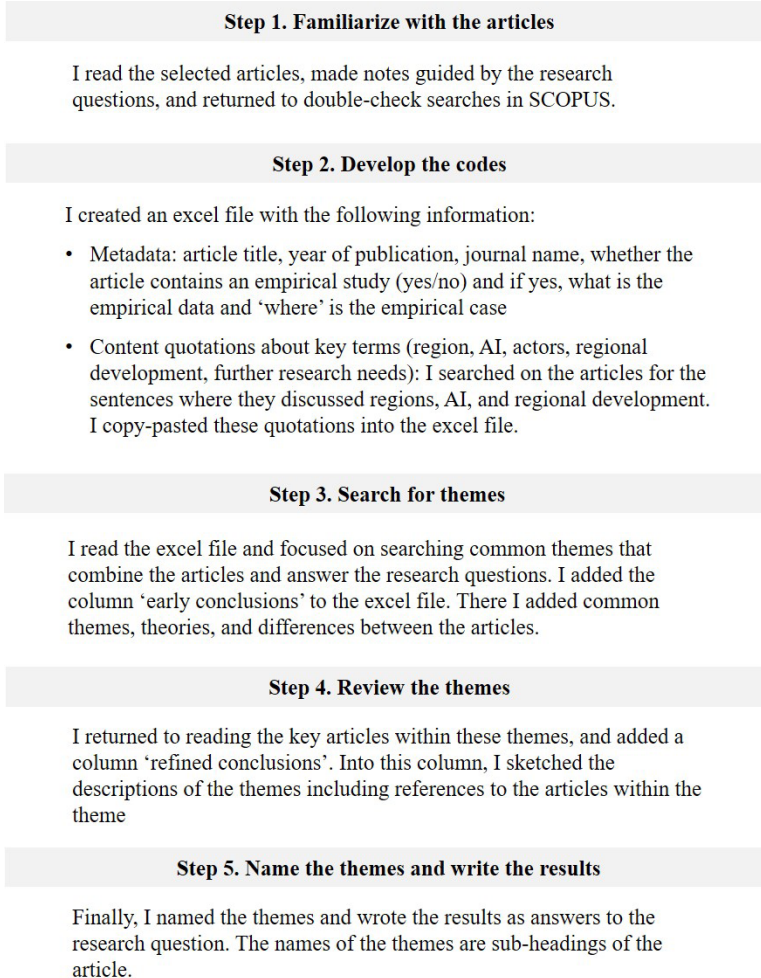 Step 1. Familiarize with the articles
I read the selected articles, made notes guided by the research
questions, and returned to double-check searches in SCOPUS.
Step 2. Develop the codes
I created an excel file with the following information:
• Metadata: article title, year of publication, journal name, whether the
article contains an empirical study (yes/no) and if yes, what is the
empirical data and ‘where’ is the empirical case
• Content quotations about key terms (region, AI, actors, regional
development, further research needs): I searched on the articles for the
sentences where they discussed regions, AI, and regional development.
I copy-pasted these quotations into the excel file.
Step 3. Search for themes
I read the excel file and focused on searching common themes that
combine the articles and answer the research questions. I added the
column ‘early conclusions’ to the excel file. There I added common
themes, theories, and differences between the articles.
Step 4. Review the themes
I returned to reading the key articles within these themes, and added a
column ‘refined conclusions’. Into this column, I sketched the
descriptions of the themes including references to the articles within the
theme
Step 5. Name the themes and write the results
Finally, I named the themes and wrote the results as answers to the
research question. The names of the themes are sub-headings of the
article.